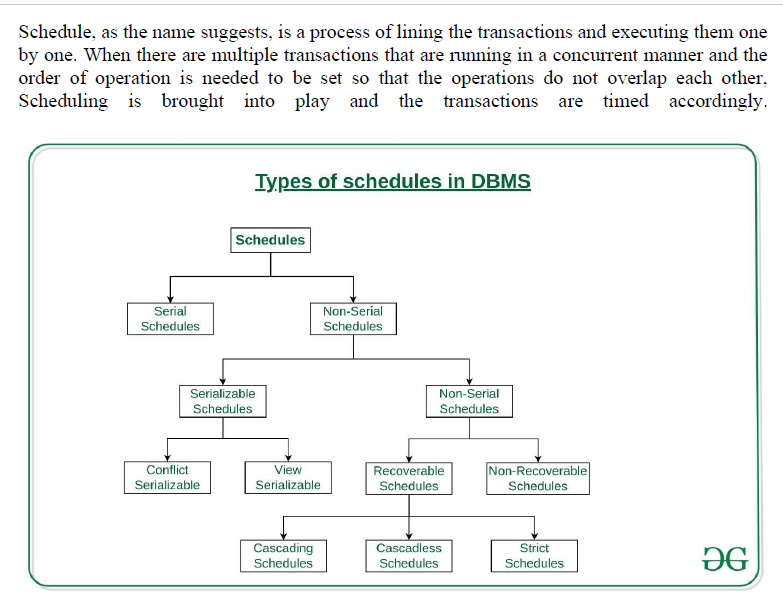 Schedule, as the name suggests, is a process of lining the transactions and executing them one
by one. When there are multiple transactions that are running in a concurrent manner and the
order of operation is needed to be set so that the operations do not overlap each other,
Scheduling is brought into play and the transactions are timed accordingly.
Types of schedules in DBMS
Schedules
Serial
Schedules
Non-Serial
Schedules
Serializable
Schedules
Non-Serial
Schedules
Conflict
Serializable
View
Serializable
Recoverable
Schedules
Non-Recoverable
Schedules
Cascading
Schedules
Cascadless
Schedules
Strict
Schedules